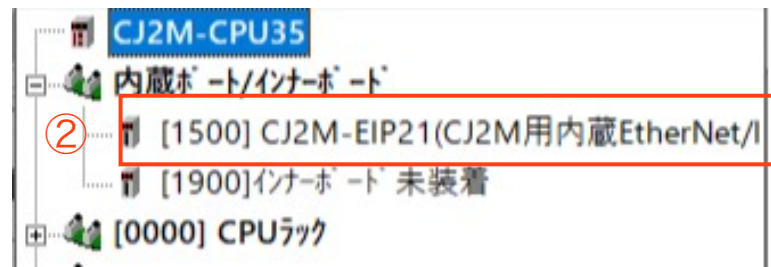 CJ2M-CPU35
内蔵ﾎﾟｰﾄ/ｲﾝﾅｰﾎﾞｰﾄﾞ
② [1500] CJ2M-EIP21(CJ2M用内蔵EtherNet/I
[1900]ｲﾝﾅｰﾎﾞｰﾄﾞ未装着
[0000] CPUﾗｯｸ